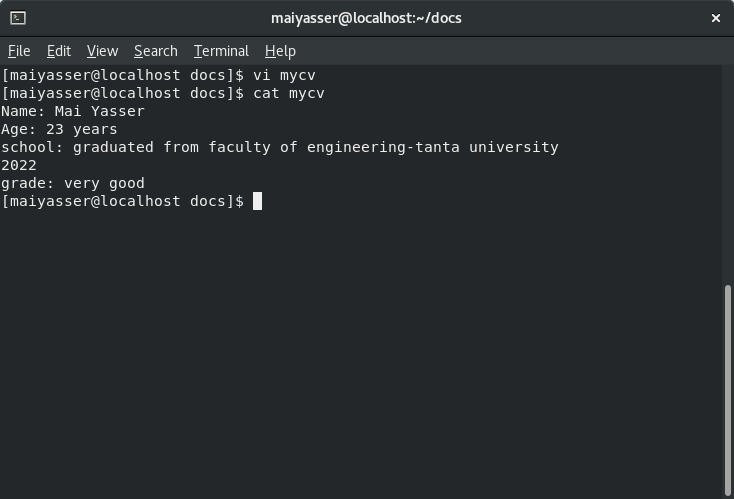 maiyasser@localhost:~/docs
File Edit View Search Terminal Help
[maiyasser@localhost docs]$ vi mycv
[maiyasser@localhost docs]$ cat mycv
Name: Mai Yasser
Age: 23 years
school: graduated from faculty of engineering-tanta university
2022
grade: very good
[maiyasser@localhost docs]$